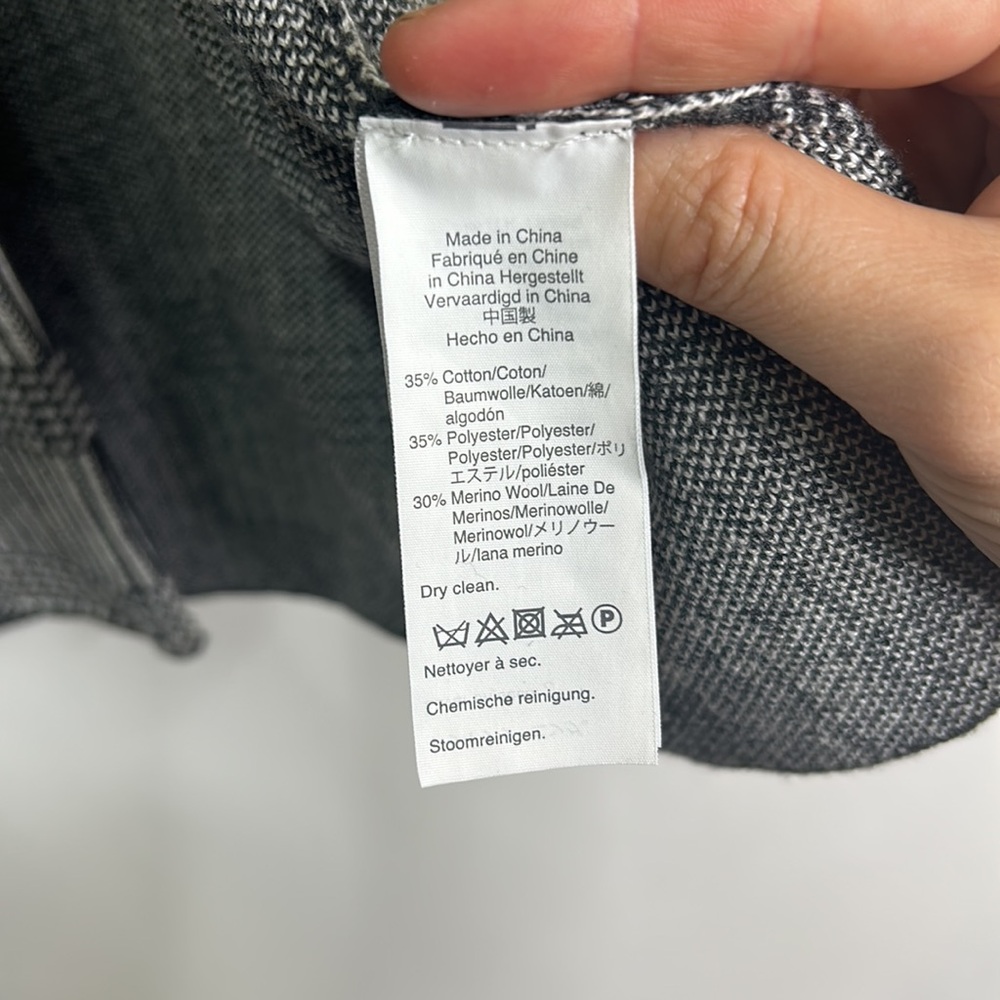 Made in China
Fabriqué en Chine
in China Hergestellt
Vervaardigd in China
中国製
Hecho en China
35% Cotton/Coton/
Baumwolle/Katoen/綿/
algodón
35% Polyester/Polyester/
Polyester/Polyester/ポリ
エステル/poliéster
30% Merino Wool/Laine De
Merinos/Merinowolle/
Merinowol/メリノウー
ル/lana merino
Dry clean.
P
Nettoyer à sec.
Chemische reinigung.
Stoomreinigen.